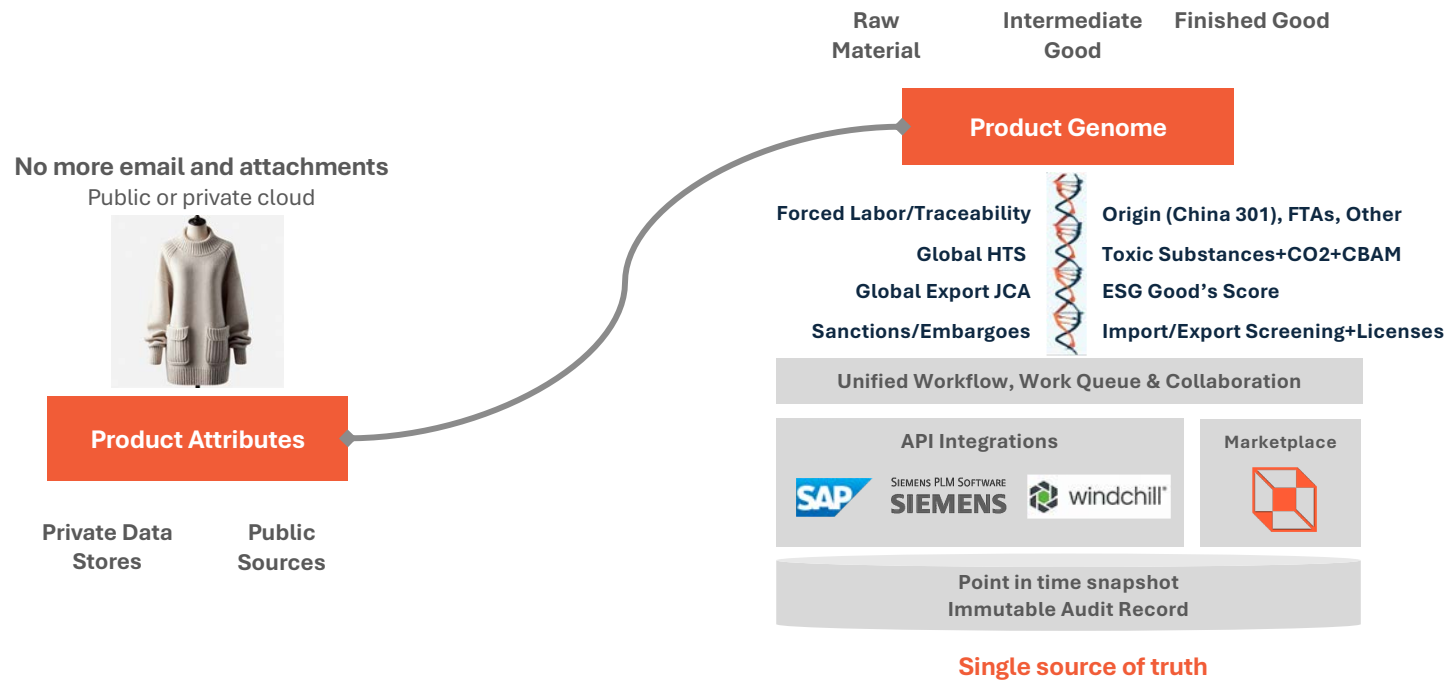 Raw
Material
Intermediate
Good
Finished Good
Product Genome
No more email and attachments
Public or private cloud
Product Attributes
Private Data
Stores
Public
Sources
Forced Labor/Traceability
Origin (China 301), FTAs, Other
Global HTS
Toxic Substances+CO2+CBAM
Global Export JCA
ESG Good’s Score
Sanctions/Embargoes
Import/Export Screening+Licenses
Unified Workflow, Work Queue & Collaboration
API Integrations
SAP
SIEMENS PLM SOFTWARE
SIEMENS
windchill®
Marketplace
Point in time snapshot
Immutable Audit Record
Single source of truth